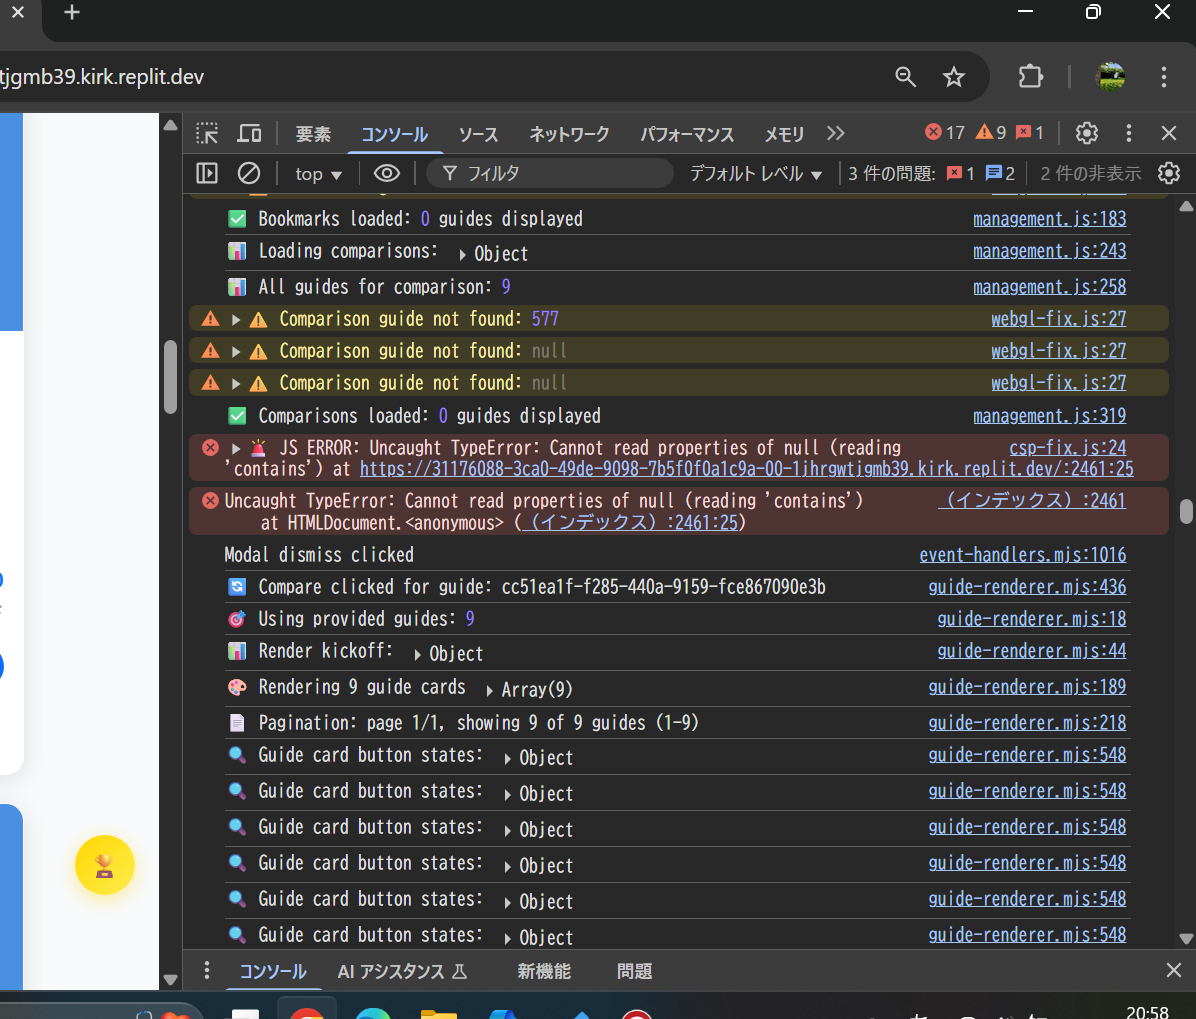 tjgmb39.kirk.replit.dev
要素 コンソール ソース ネットワーク パフォーマンス メモリ 17 9 1
top フィルタ デフォルト レベル 3 件の問題: 1 2 2 件の非表示
Bookmarks loaded: 0 guides displayed management.js:183
Loading comparisons: Object management.js:243
All guides for comparison: 9 management.js:258
Comparison guide not found: 577 webgl-fix.js:27
Comparison guide not found: null webgl-fix.js:27
Comparison guide not found: null webgl-fix.js:27
Comparisons loaded: 0 guides displayed management.js:319
JS ERROR: Uncaught TypeError: Cannot read properties of null (reading csp-fix.js:24
'contains') at https://31176088-3ca0-49de-9098-7b5f0f0a1c9a-00-1jhrgwtjgmb39.kirk.replit.dev/:2461:25
Uncaught TypeError: Cannot read properties of null (reading 'contains') (インデックス):2461
at HTMLDocument.<anonymous> ((インデックス):2461:25)
Modal dismiss clicked event-handlers.mjs:1016
Compare clicked for guide: cc51ea1f-f285-440a-9159-fce867090e3b guide-renderer.mjs:436
Using provided guides: 9 guide-renderer.mjs:18
Render kickoff: Object guide-renderer.mjs:44
Rendering 9 guide cards Array(9) guide-renderer.mjs:189
Pagination: page 1/1, showing 9 of 9 guides (1-9) guide-renderer.mjs:218
Guide card button states: Object guide-renderer.mjs:548
Guide card button states: Object guide-renderer.mjs:548
Guide card button states: Object guide-renderer.mjs:548
Guide card button states: Object guide-renderer.mjs:548
Guide card button states: Object guide-renderer.mjs:548
Guide card button states: Object guide-renderer.mjs:548
コンソール AI アシスタンス 新機能 問題
20:58